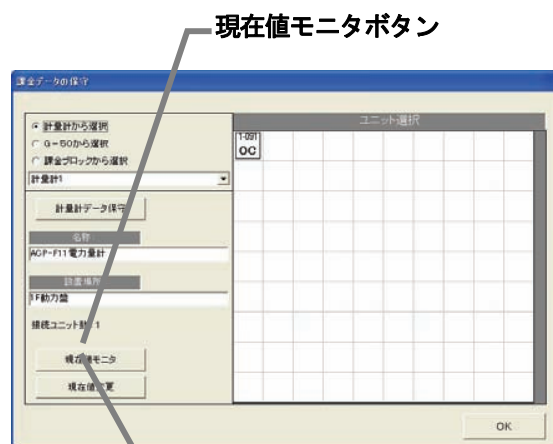 現在値モニタボタン
課金データの保守
計量計から選択
G-50から選択
課金ブロックから選択
計量計1
計量計データ保守
名称
ACP-F11電力量計
設置場所
1F動力盤
接続ユニット数:1
現在値モニタ
現在値変更
ユニット選択
1-091
OC
OK